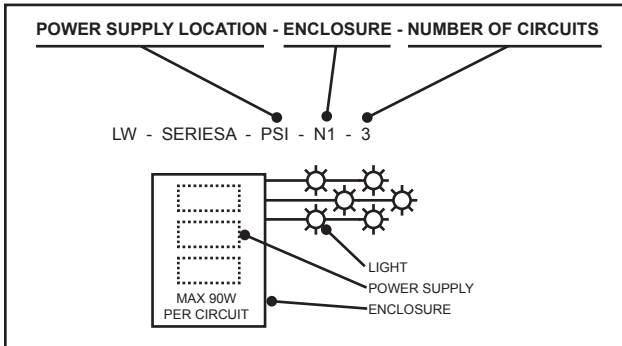 POWER SUPPLY LOCATION - ENCLOSURE - NUMBER OF CIRCUITS
LW - SERIESA - PSI - N1 - 3
LIGHT
POWER SUPPLY
MAX 90W
PER CIRCUIT
ENCLOSURE